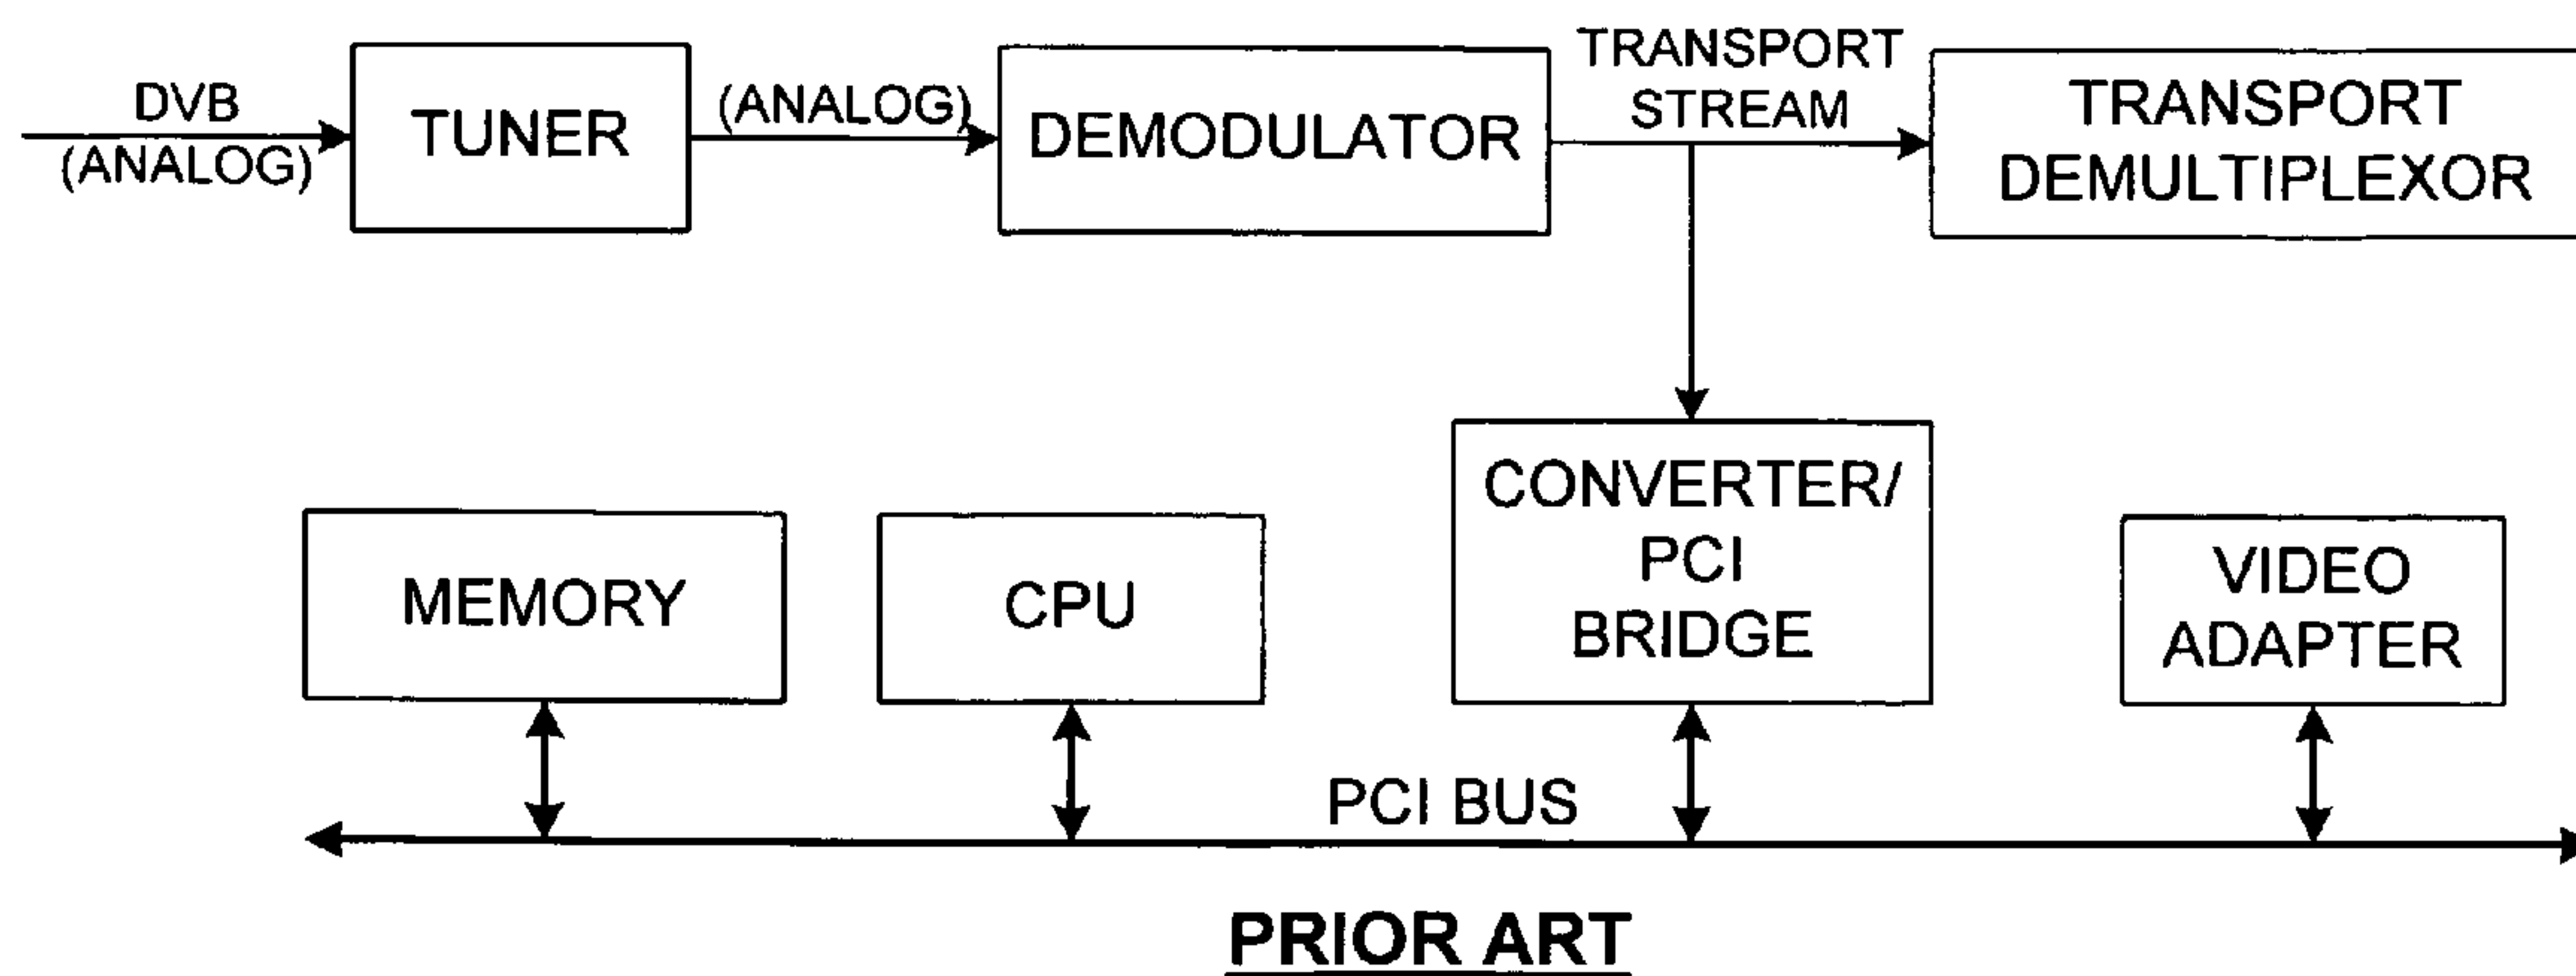 DVB
(ANALOG)
TUNER
(ANALOG)
DEMODULATOR
TRANSPORT
STREAM
TRANSPORT
DEMULTIPLEXOR
MEMORY
CPU
CONVERTER/
PCI
BRIDGE
VIDEO
ADAPTER
PCI BUS
PRIOR ART